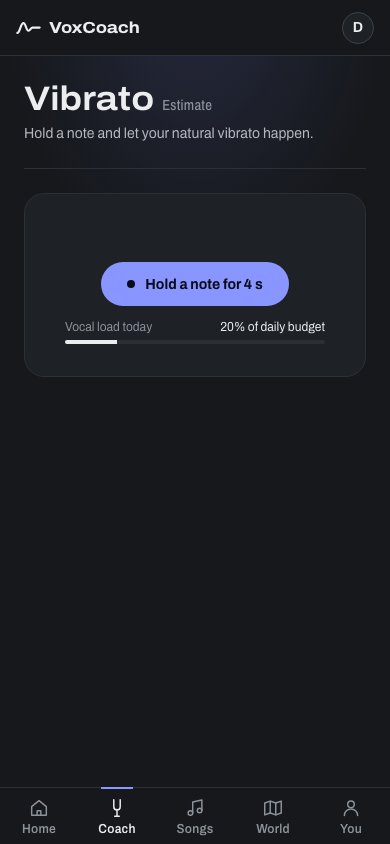 VoxCoach
D
Vibrato Estimate
Hold a note and let your natural vibrato happen.
Hold a note for 4 s
Vocal load today 20% of daily budget
Home Coach Songs World You